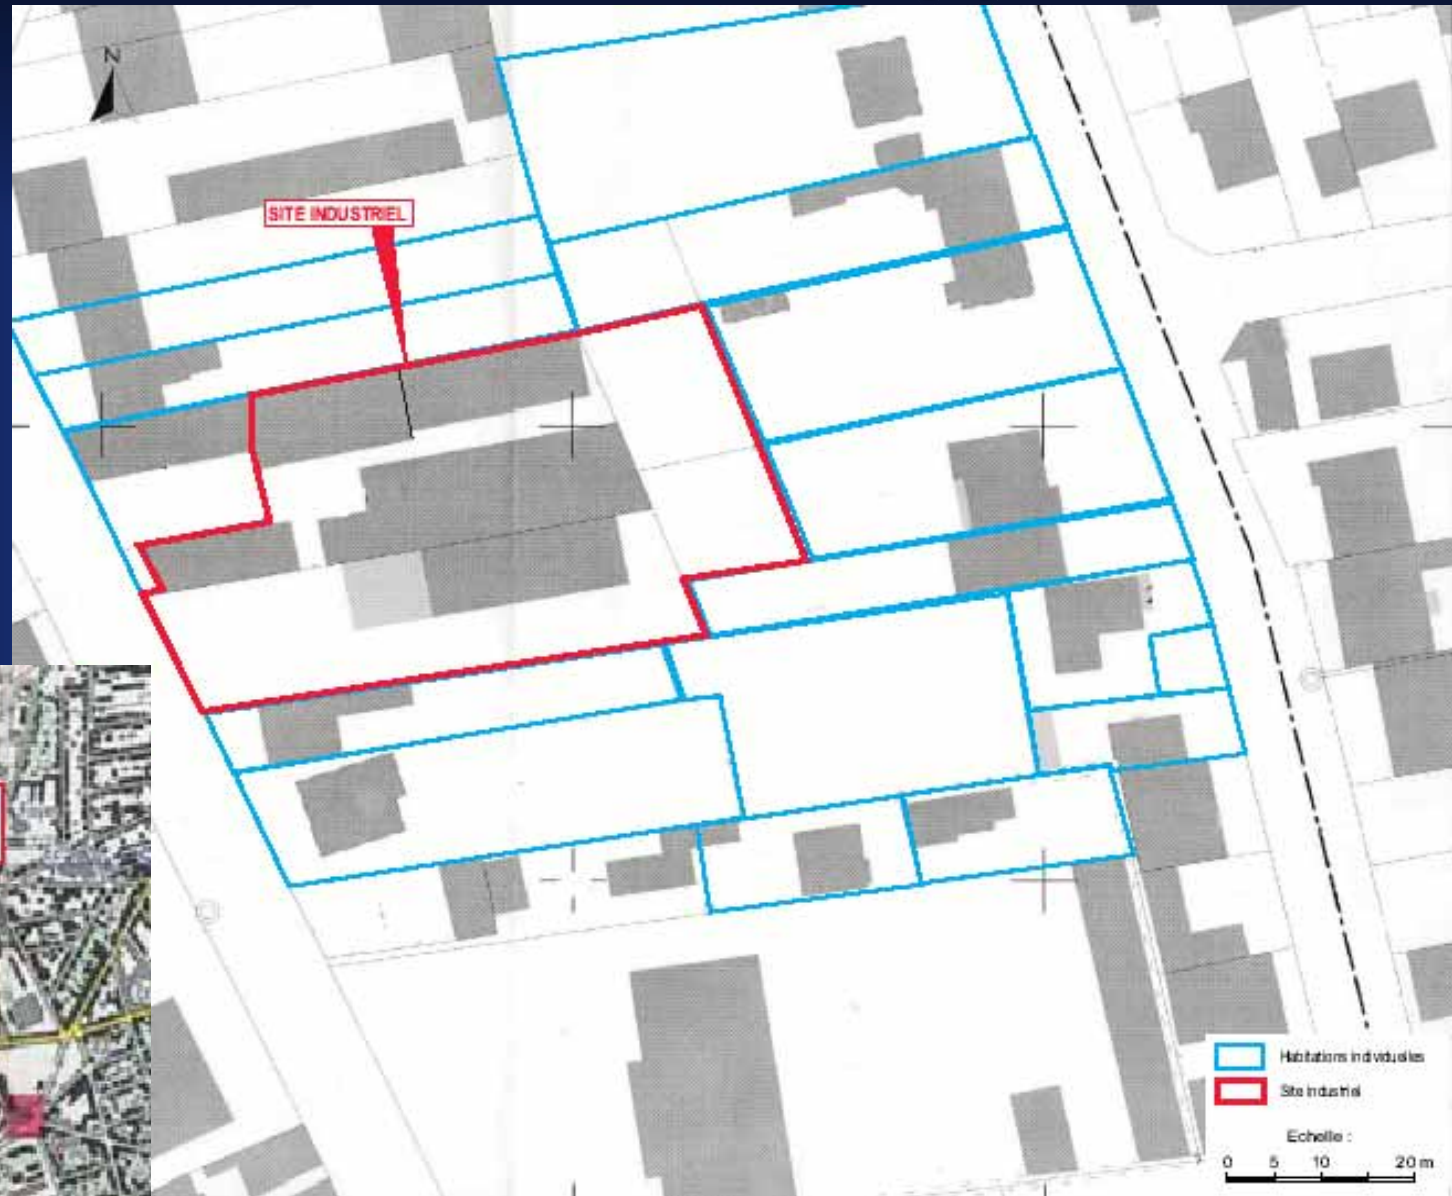 N
SITE INDUSTRIEL
Habitations individuelles
Site industriel
Echelle :
0 5 10 20 m